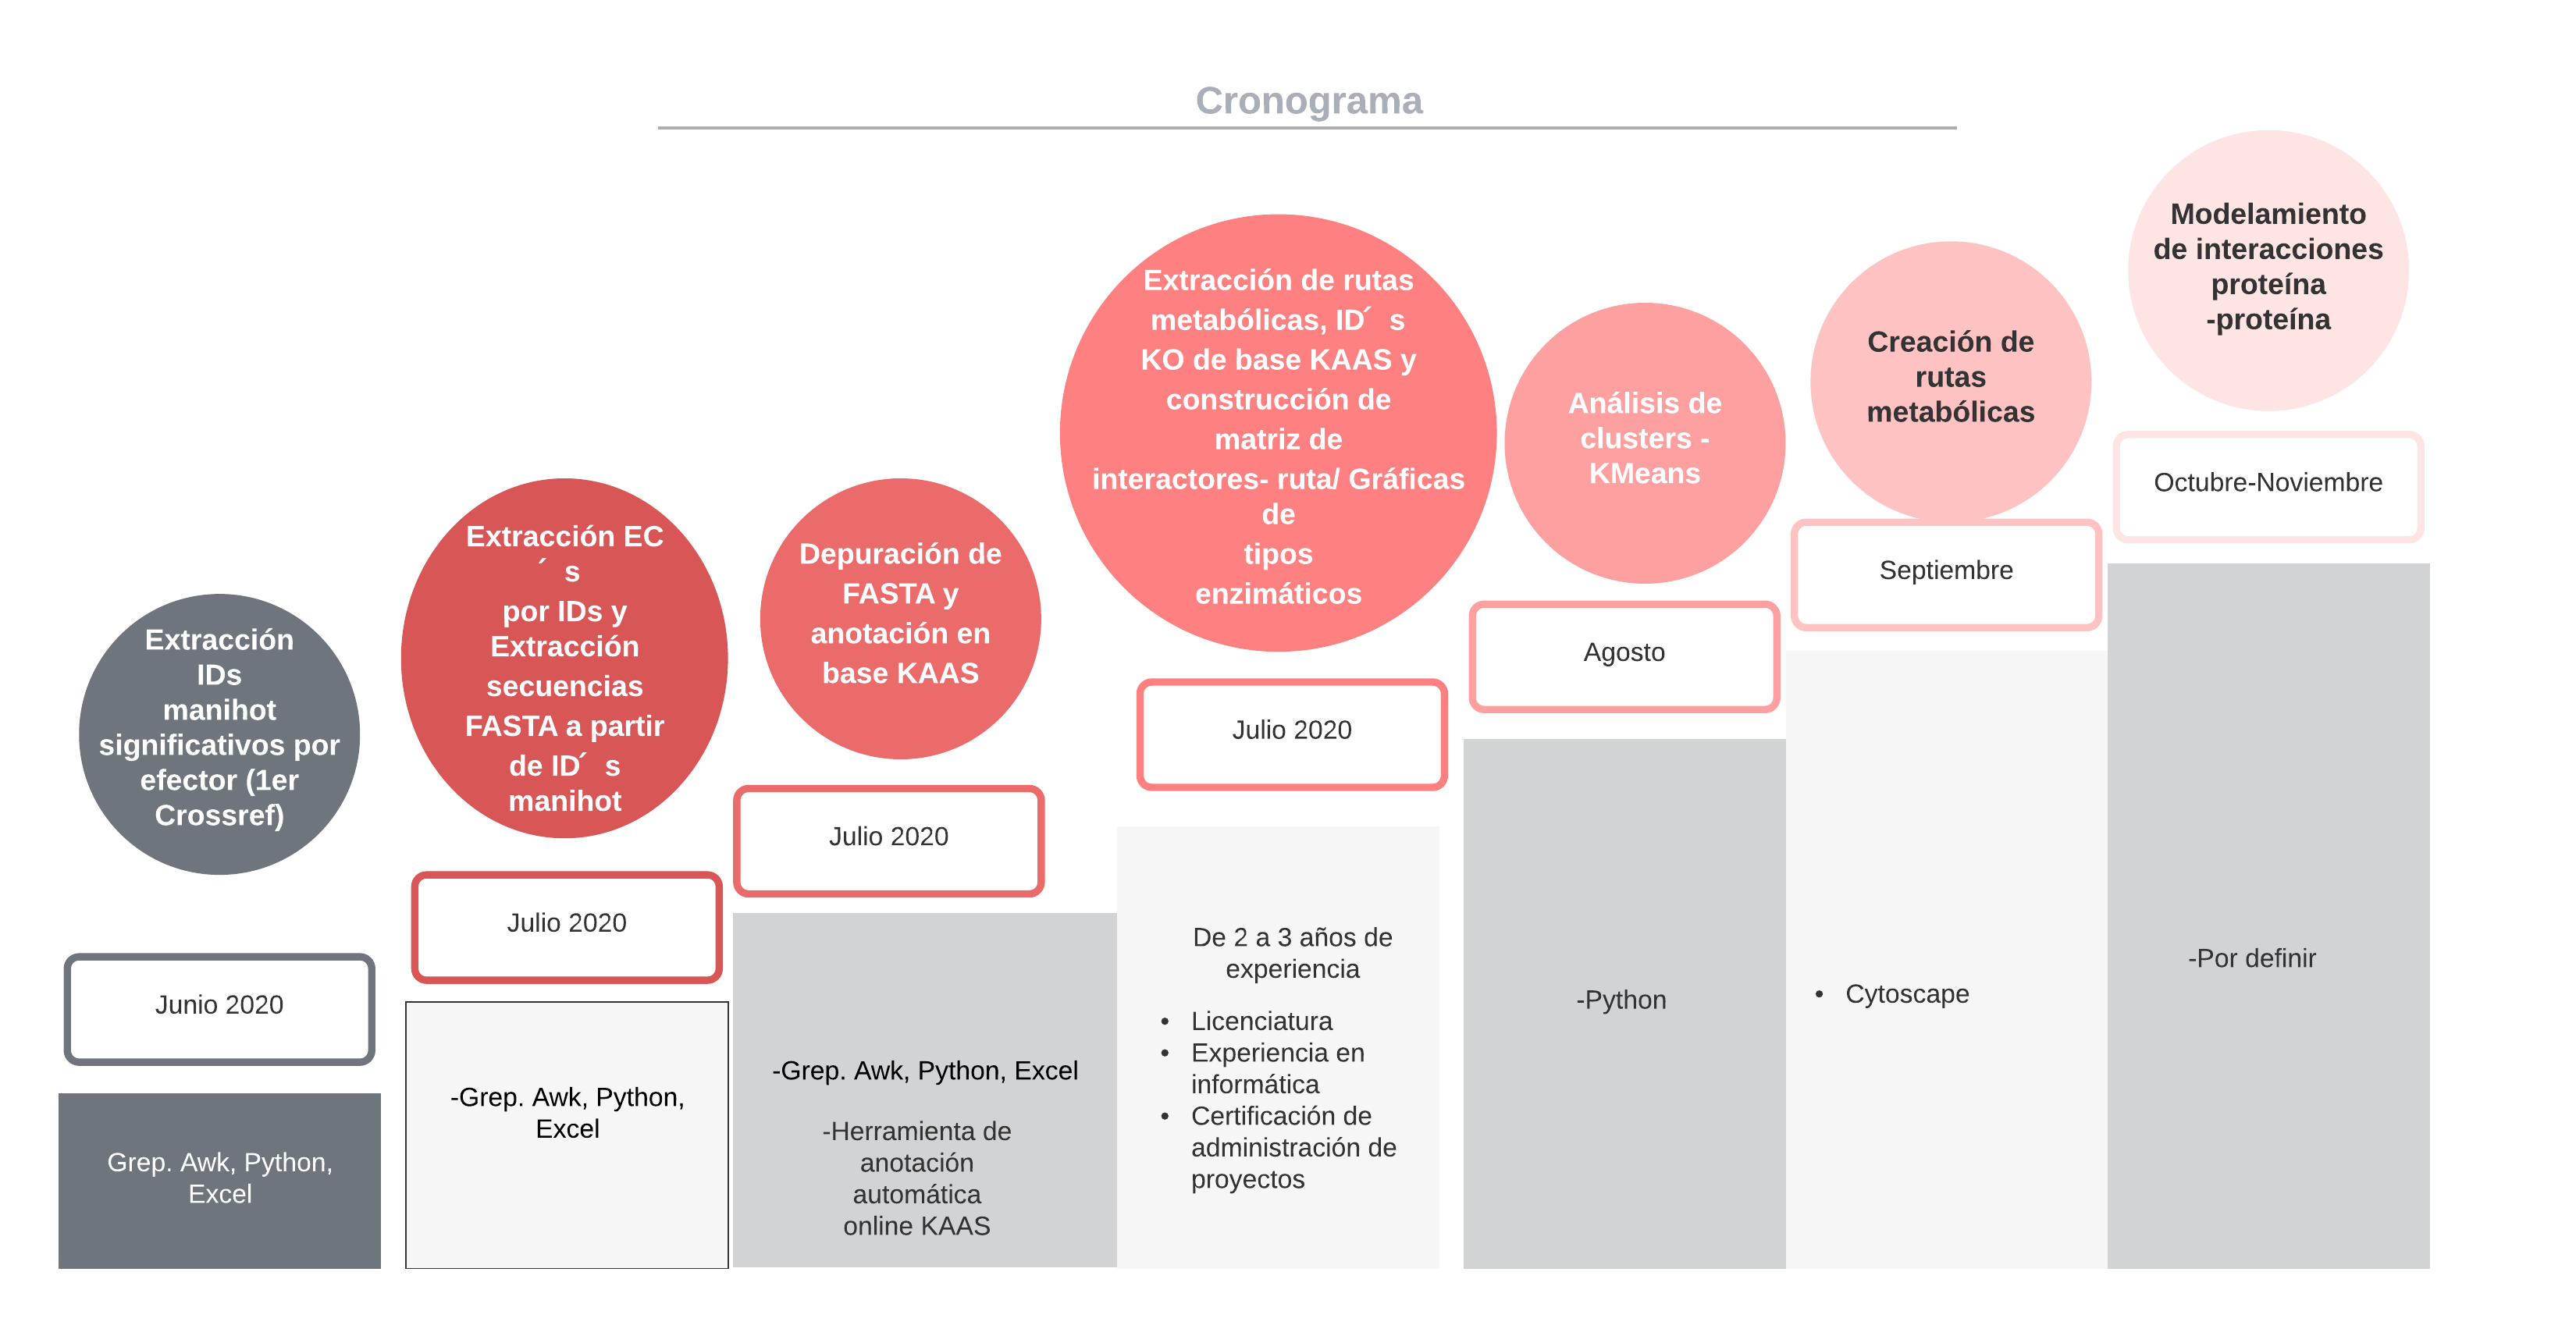 Cronograma
Extracción
IDs
manihot
significativos por
efector (1er
Crossref)
Junio 2020
Grep. Awk, Python,
Excel
Extracción EC
´ s
por IDs y
Extracción
secuencias
FASTA a partir
de ID´ s
manihot
Julio 2020
-Grep. Awk, Python,
Excel
Depuración de
FASTA y
anotación en
base KAAS
Julio 2020
-Grep. Awk, Python, Excel
-Herramienta de
anotación
automática
online KAAS
Extracción de rutas
metabólicas, ID´ s
KO de base KAAS y
construcción de
matriz de
interactores- ruta/ Gráficas
de
tipos
enzimáticos
Julio 2020
De 2 a 3 años de
experiencia
• Licenciatura
• Experiencia en
informática
• Certificación de
administración de
proyectos
Análisis de
clusters -
KMeans
Agosto
-Python
Creación de
rutas
metabólicas
Septiembre
• Cytoscape
Modelamiento
de interacciones
proteína
-proteína
Octubre-Noviembre
-Por definir